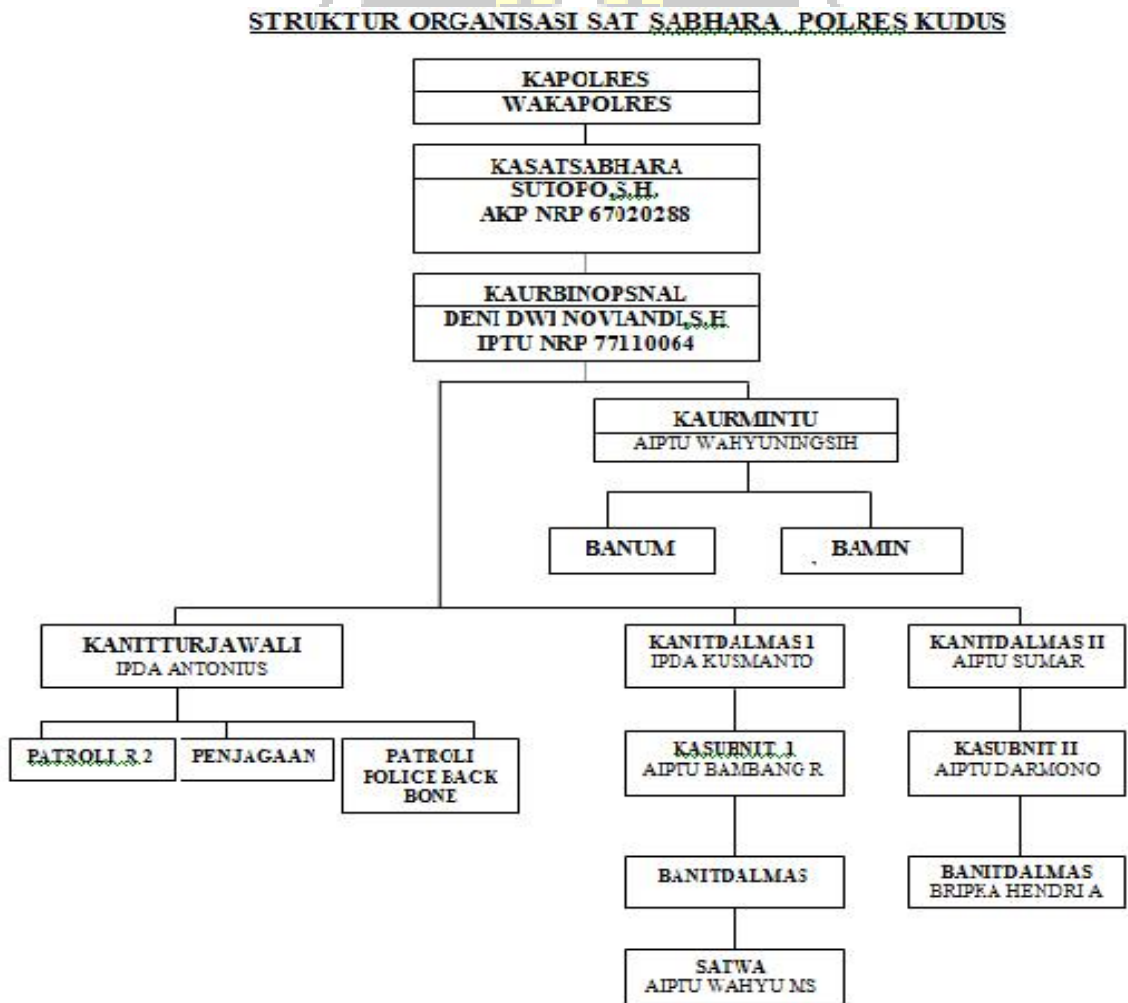 STRUKTUR ORGANISASI SAT SABHARA POLRES KUDUS
KAPOLRES
WAKAPOLRES
KASATSABHARA
SUTOPO,S.H.
AKP NRP 67020288
KAURBINOPSNAL
DENI DWI NOVIANDI,S.H
IPTU NRP 77110064
KAURMINTU
AIPTU WAHYUNINGSIH
BANUM
BAMIN
KANITTURJAWALI
IPDA ANTONIUS
KANITDALMAS I
IPDA KUSMANTO
KANITDALMAS II
AIPTU SUMAR
PATROLI R 2
PENJAGAAN
PATROLI
POLICE BACK
BONE
KASUBNIT 1
AIPTU BAMBANG R
KASUBNIT II
AIPTU DARMONO
BANITDALMAS
BANITDALMAS
BRIPKA HENDRI A
SATWA
AIPTU WAHYU MS